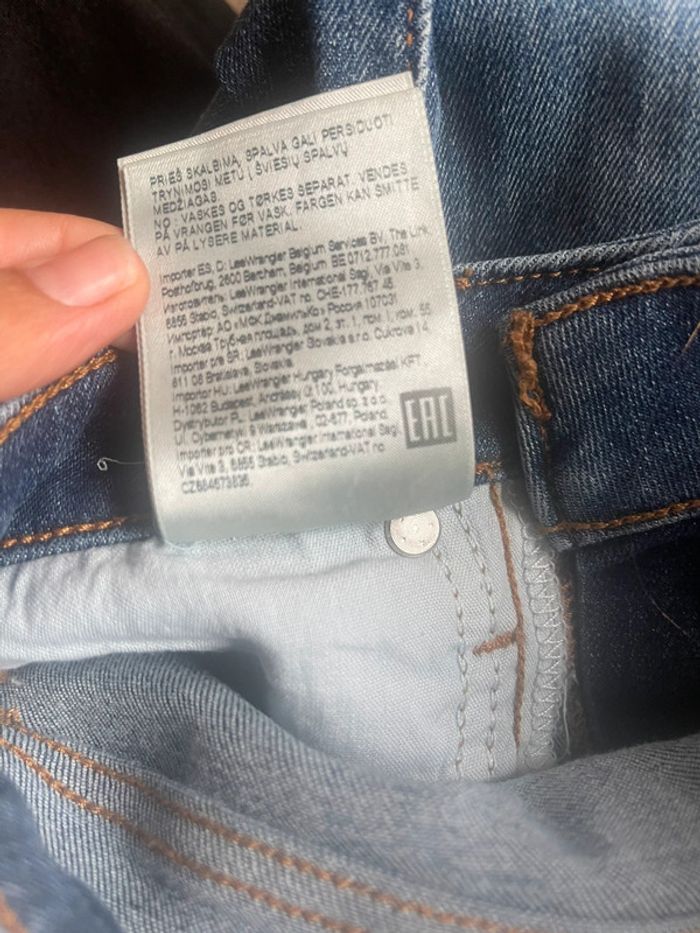 PRIEŠ SKALBIMĄ, SPALVA GALI PERSIDUOTI
TRYNIMOSI METU Į ŠVIESIŲ SPALVŲ
MEDŽIAGAS.
NO : VASKES OG TØRKES SEPARAT. VENDES
PÅ VRANGEN FØR VASK. FARGEN KAN SMITTE
AV PÅ LYSERE MATERIAL.
Importer ES, D: LeeWrangler Belgium Services BV, The Link,
Posthofbrug, 2600 Berchem, Belgium BE0712.777.081
Изготовитель: LeeWrangler International Sagl, Via Vite 3,
6855 Stabio, Switzerland-VAT no. CHE-177.767.45
Импортер: АО «МСК Джамилько» Россия 107031
г. Москва Трубная площадь, дом 2, эт. 1, пом. I, ком. 55
Importer pre SR: LeeWrangler Slovakia s.r.o. Cukrova 14,
811 08 Bratislava, Slovakia.
Importer HU: LeeWrangler Hungary Forgalmazási KFT.
H-1062 Budapest, Andrássy út 100, Hungary
Dystrybutor PL: LeeWrangler Poland sp. z o.o.
ul. Cybernetyki 9 Warszawa, 02-677, Poland
Importer pro CR: LeeWrangler International Sagl,
Via Vite 3, 6855 Stabio, Switzerland-VAT no
CZ684673835.
EAC